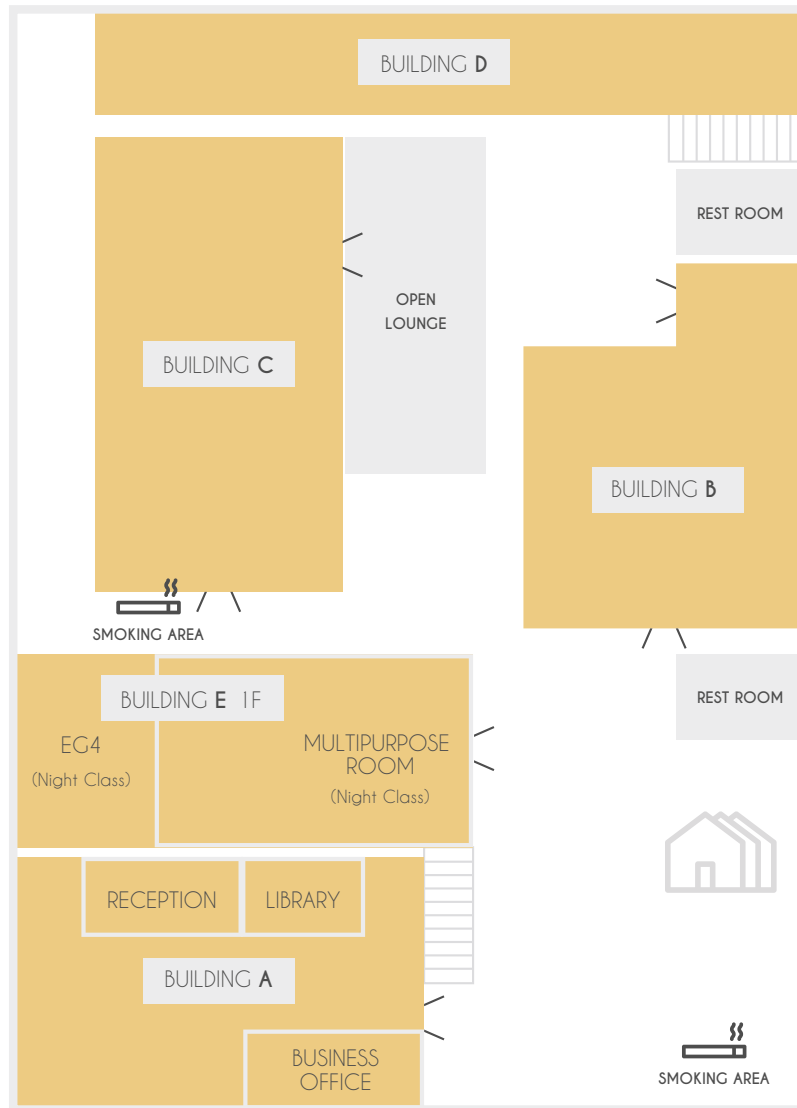 BUILDING D
REST ROOM
OPEN
LOUNGE
BUILDING C
BUILDING B
SMOKING AREA
BUILDING E 1F
REST ROOM
EG4
(Night Class)
MULTIPURPOSE
ROOM
(Night Class)
RECEPTION
LIBRARY
BUILDING A
BUSINESS
OFFICE
SMOKING AREA